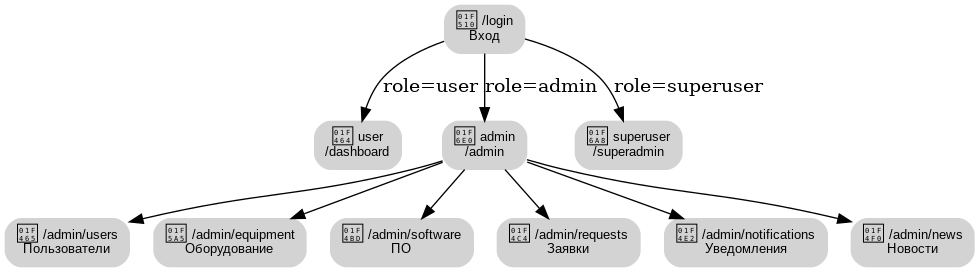 🔐 /login
Вход
role=user
role=admin
role=superuser
👤 user
/dashboard
🛠 admin
/admin
🚨 superuser
/superadmin
👥 /admin/users
Пользователи
🖥 /admin/equipment
Оборудование
💽 /admin/software
ПО
📄 /admin/requests
Заявки
📢 /admin/notifications
Уведомления
📰 /admin/news
Новости